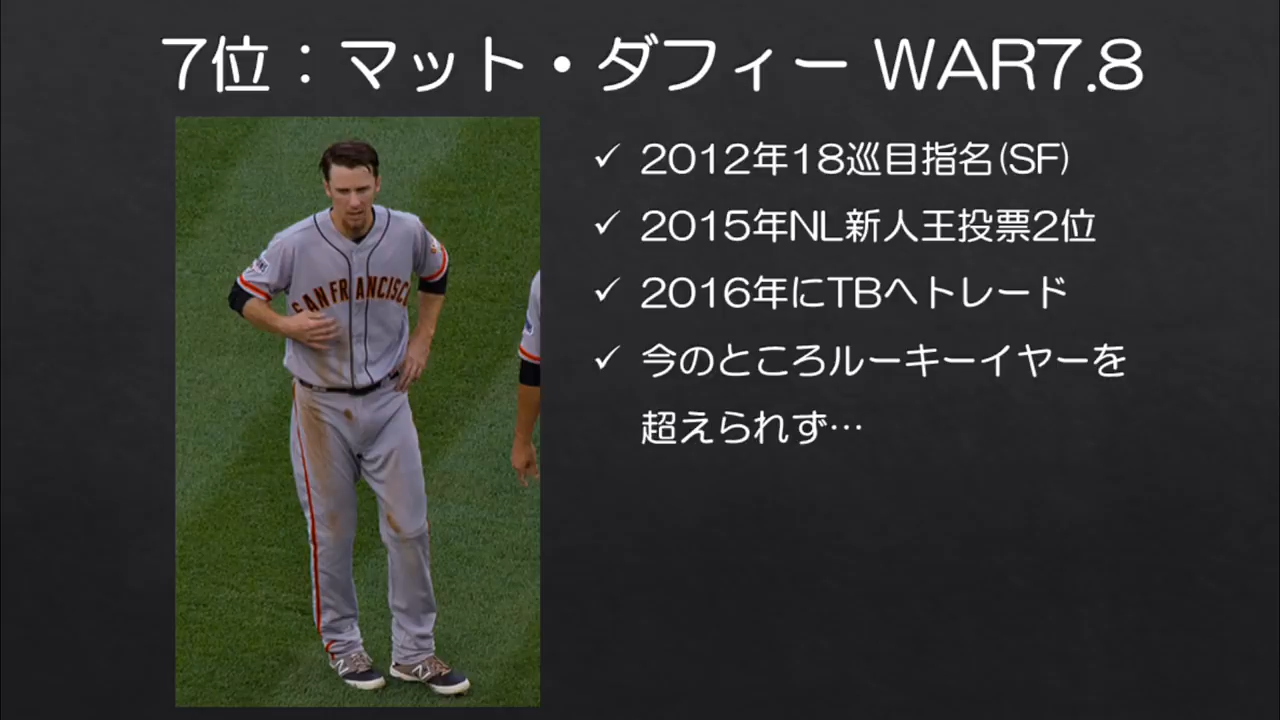 7位：マット・ダフィー WAR7.8
✓ 2012年18巡目指名(SF)
✓ 2015年NL新人王投票2位
✓ 2016年にTBへトレード
✓ 今のところルーキーイヤーを
超えられず…
SAN FRANCISCO